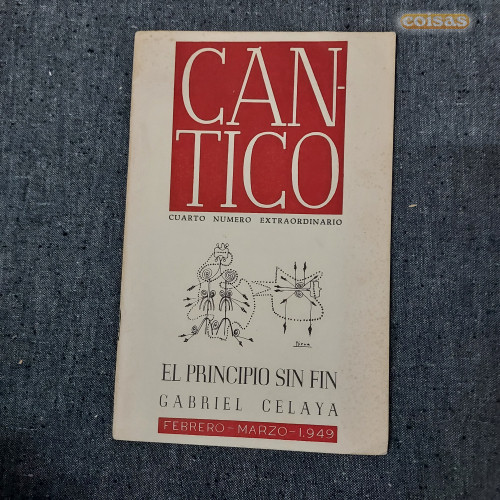 coisas
CAN-
TICO
CUARTO NUMERO EXTRAORDINARIO
EL PRINCIPIO SIN FIN
GABRIEL CELAYA
FEBRERO-MARZO-1.949